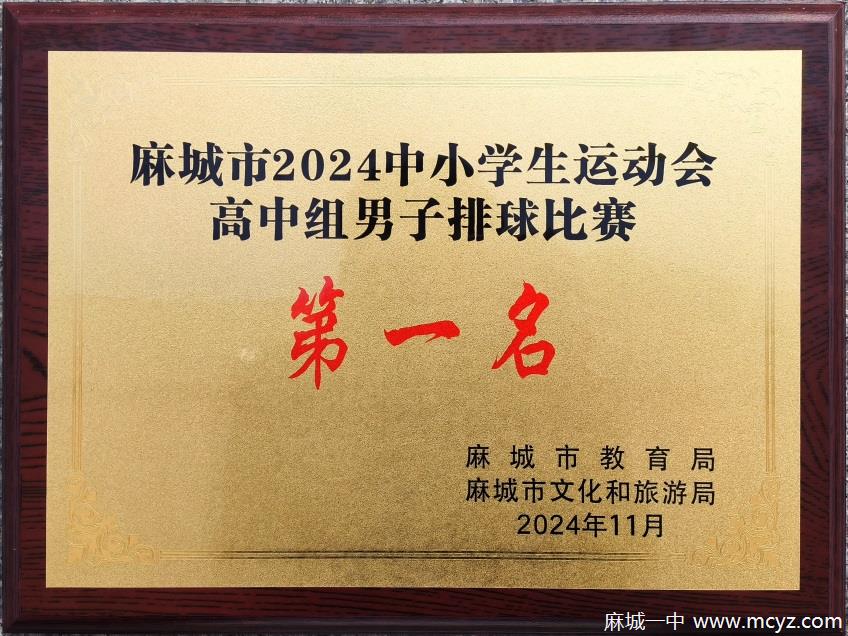 麻城市2024中小学生运动会
高中组男子排球比赛
第一名
麻城市教育局
麻城市文化和旅游局
2024年11月
麻城一中 www.mcyz.com